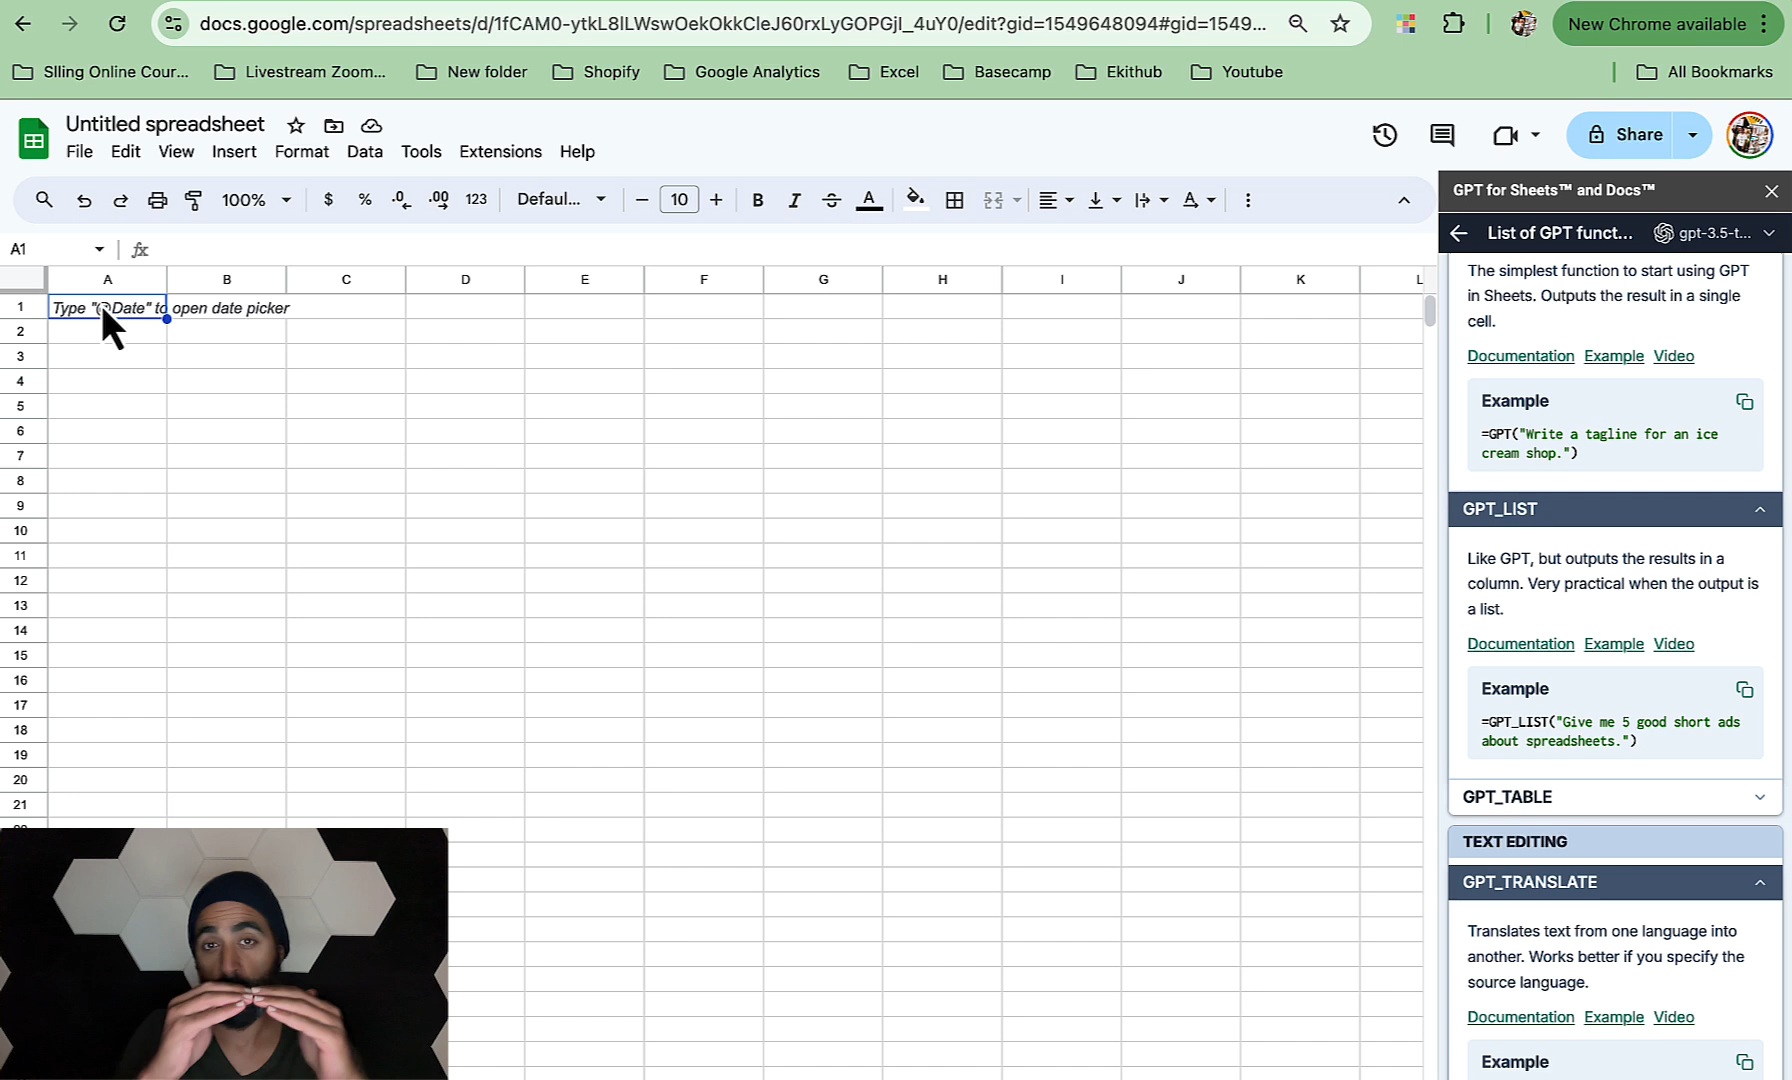 docs.google.com/spreadsheets/d/1fCAM0-ytkL8lLWswOekOkkCleJ60rxLyGOPGjI_4uY0/edit?gid=1549648094#gid=1549...
New Chrome available
Slling Online Cour...
Livestream Zoom...
New folder
Shopify
Google Analytics
Excel
Basecamp
Ekithub
Youtube
All Bookmarks
Untitled spreadsheet
File Edit View Insert Format Data Tools Extensions Help
Share
100% $ % .0 .00 123 Defaul... 10 B I A
A1 fx
A B C D E F G H I J K L
1 Type "@Date" to open date picker
2
3
4
5
6
7
8
9
10
11
12
13
14
15
16
17
18
19
20
21
GPT for Sheets™ and Docs™
List of GPT funct... gpt-3.5-t...
The simplest function to start using GPT
in Sheets. Outputs the result in a single
cell.
Documentation Example Video
Example
=GPT("Write a tagline for an ice
cream shop.")
GPT_LIST
Like GPT, but outputs the results in a
column. Very practical when the output is
a list.
Documentation Example Video
Example
=GPT_LIST("Give me 5 good short ads
about spreadsheets.")
GPT_TABLE
TEXT EDITING
GPT_TRANSLATE
Translates text from one language into
another. Works better if you specify the
source language.
Documentation Example Video
Example